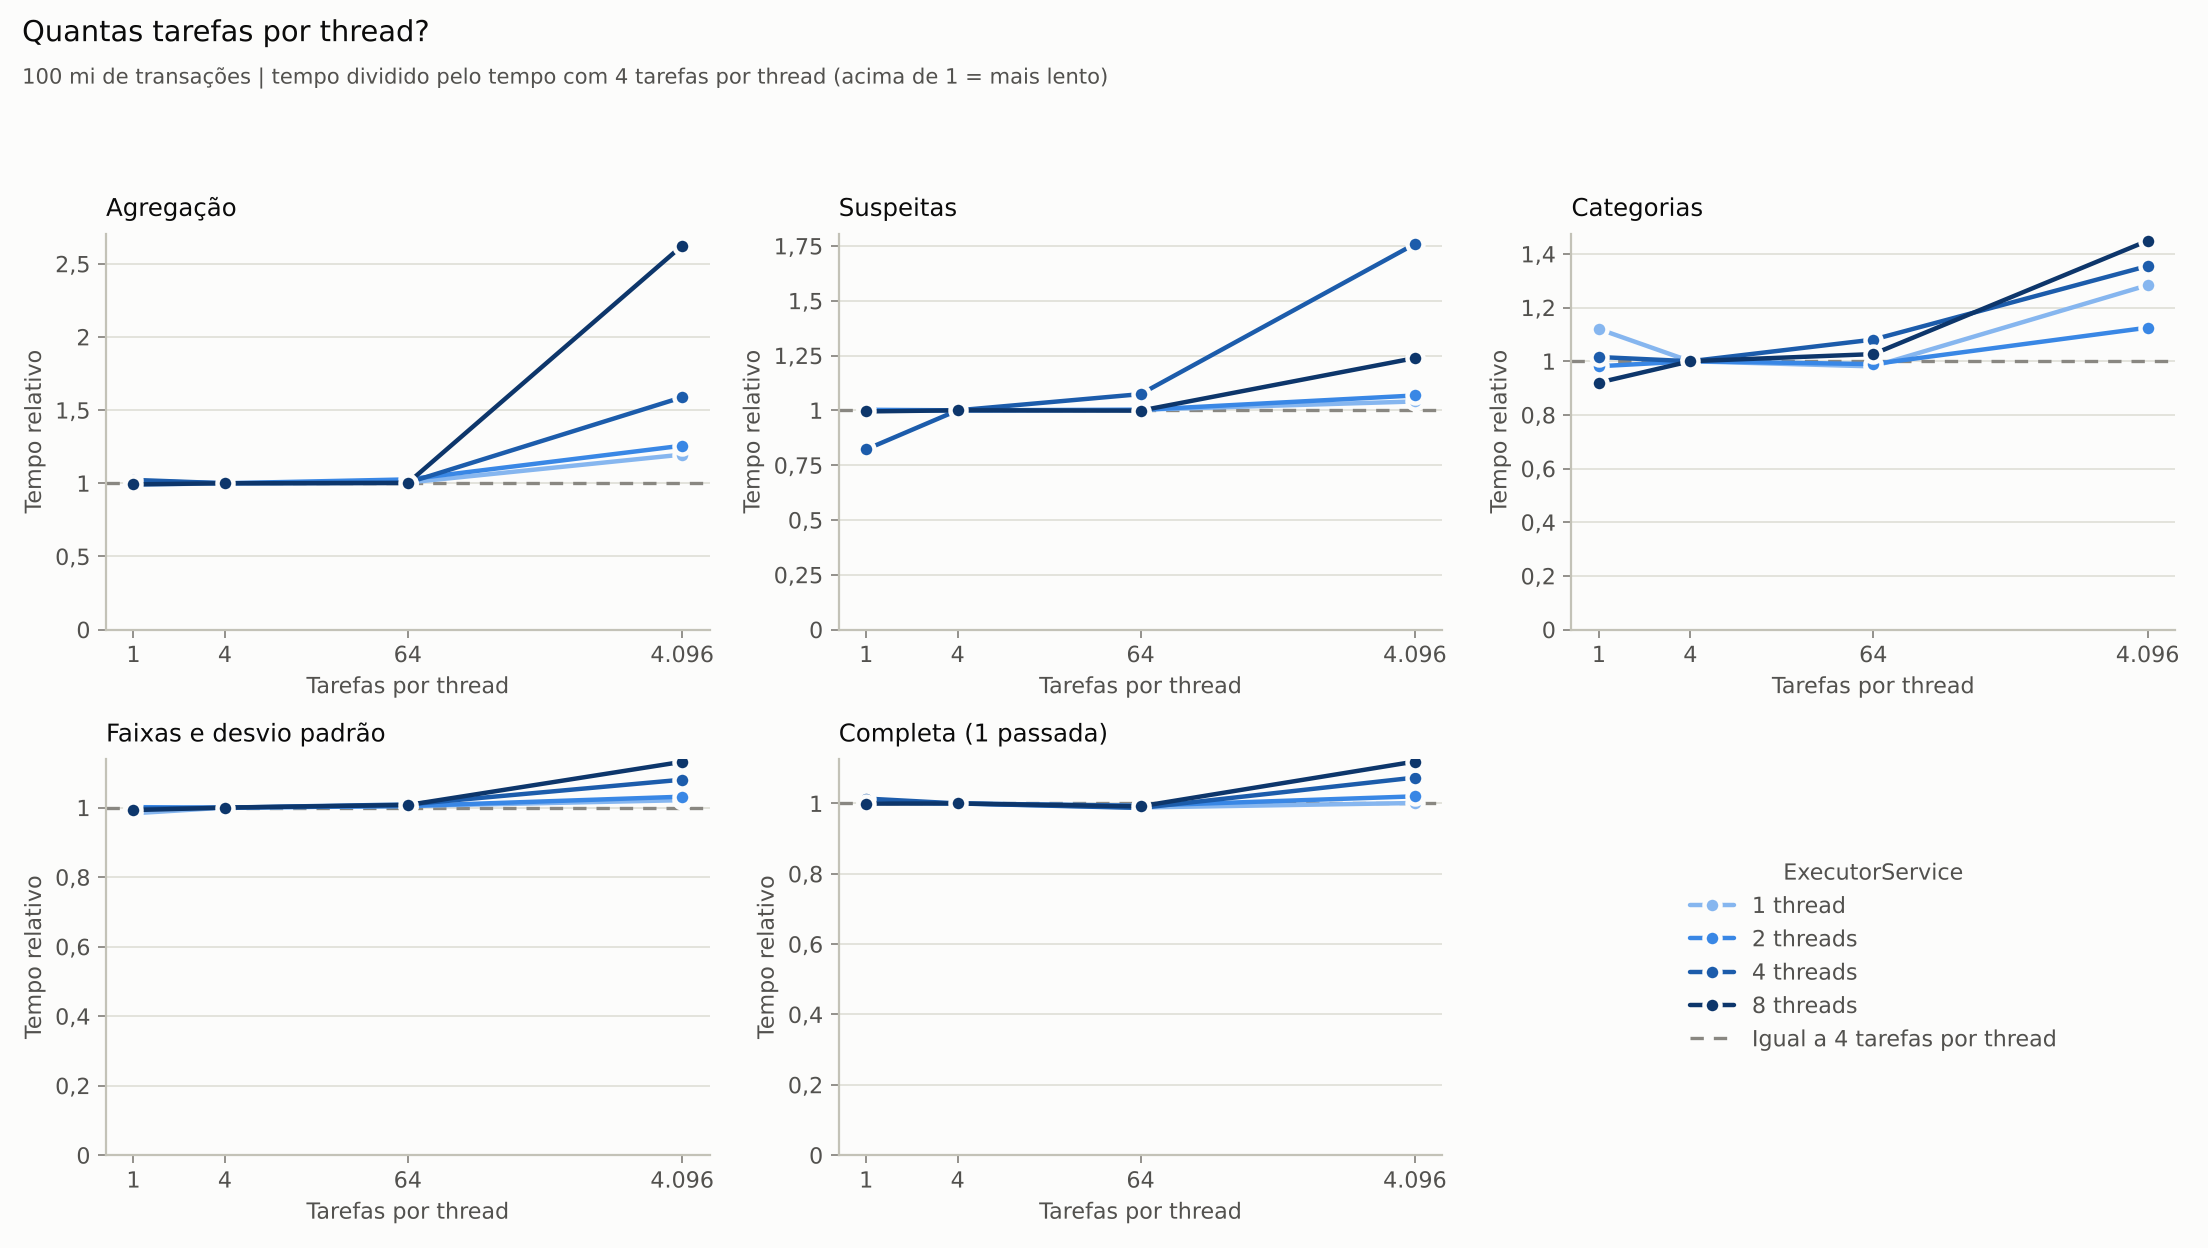 Quantas tarefas por thread?
100 mi de transações | tempo dividido pelo tempo com 4 tarefas por thread (acima de 1 = mais lento)
Agregação
Tempo relativo
2,5
2
1,5
1
0,5
0
1 4 64 4.096
Tarefas por thread
Suspeitas
Tempo relativo
1,75
1,5
1,25
1
0,75
0,5
0,25
0
1 4 64 4.096
Tarefas por thread
Categorias
Tempo relativo
1,4
1,2
1
0,8
0,6
0,4
0,2
0
1 4 64 4.096
Tarefas por thread
Faixas e desvio padrão
Tempo relativo
1
0,8
0,6
0,4
0,2
0
1 4 64 4.096
Tarefas por thread
Completa (1 passada)
Tempo relativo
1
0,8
0,6
0,4
0,2
0
1 4 64 4.096
Tarefas por thread
ExecutorService
1 thread
2 threads
4 threads
8 threads
Igual a 4 tarefas por thread